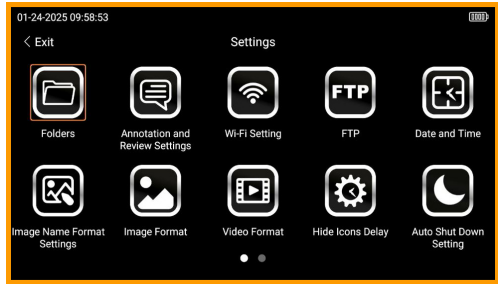 01-24-2025 09:58:53
< Exit
Settings
FTP
Folders
Annotation and
Review Settings
Wi-Fi Setting
FTP
Date and Time
Image Name Format
Settings
Image Format
Video Format
Hide Icons Delay
Auto Shut Down
Setting